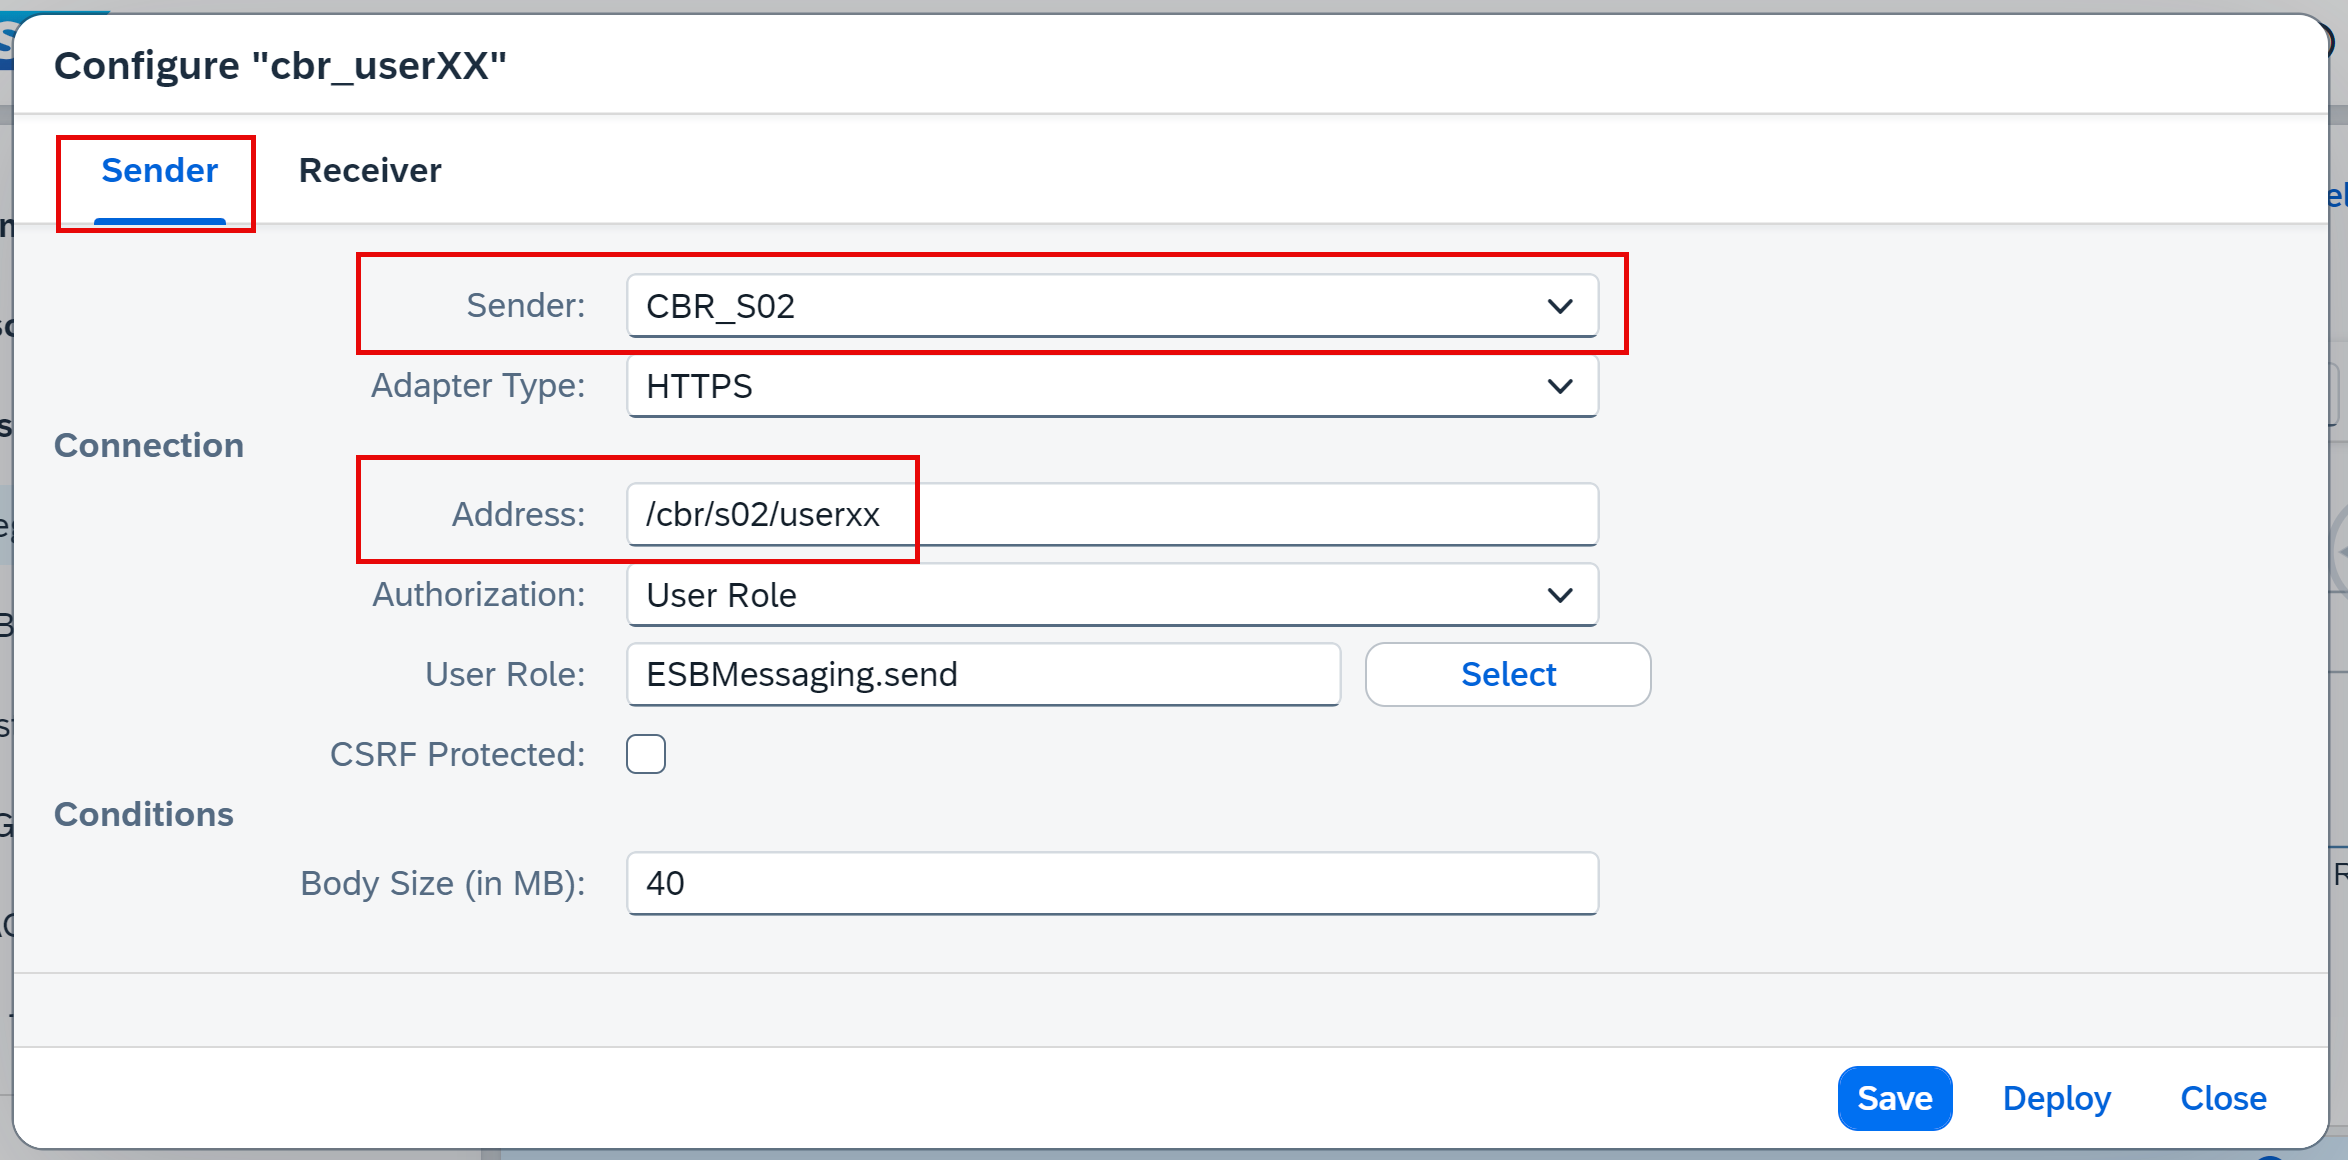 Configure "cbr_userXX"
Sender Receiver
Sender: CBR_S02
Adapter Type: HTTPS
Connection
Address: /cbr/s02/userxx
Authorization: User Role
User Role: ESBMessaging.send Select
CSRF Protected:
Conditions
Body Size (in MB): 40
Save Deploy Close